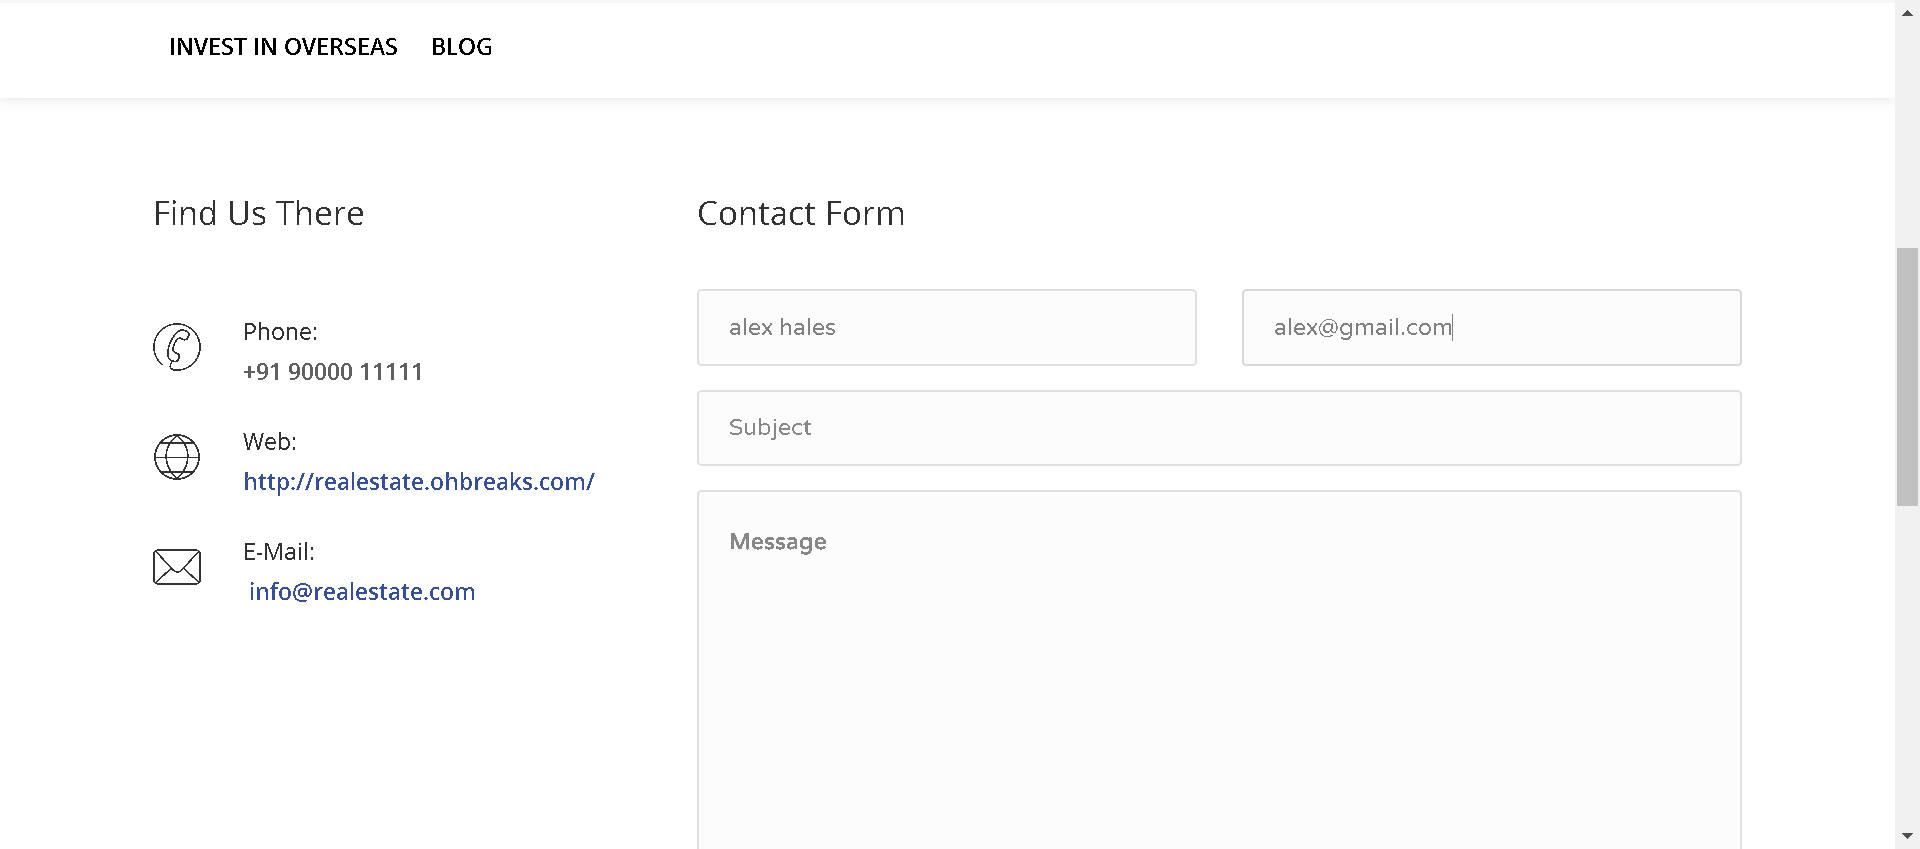 INVEST IN OVERSEAS BLOG
Find Us There
Phone:
+91 90000 11111
Web:
http://realestate.ohbreaks.com/
E-Mail:
info@realestate.com
Contact Form
alex hales
alex@gmail.com
Subject
Message